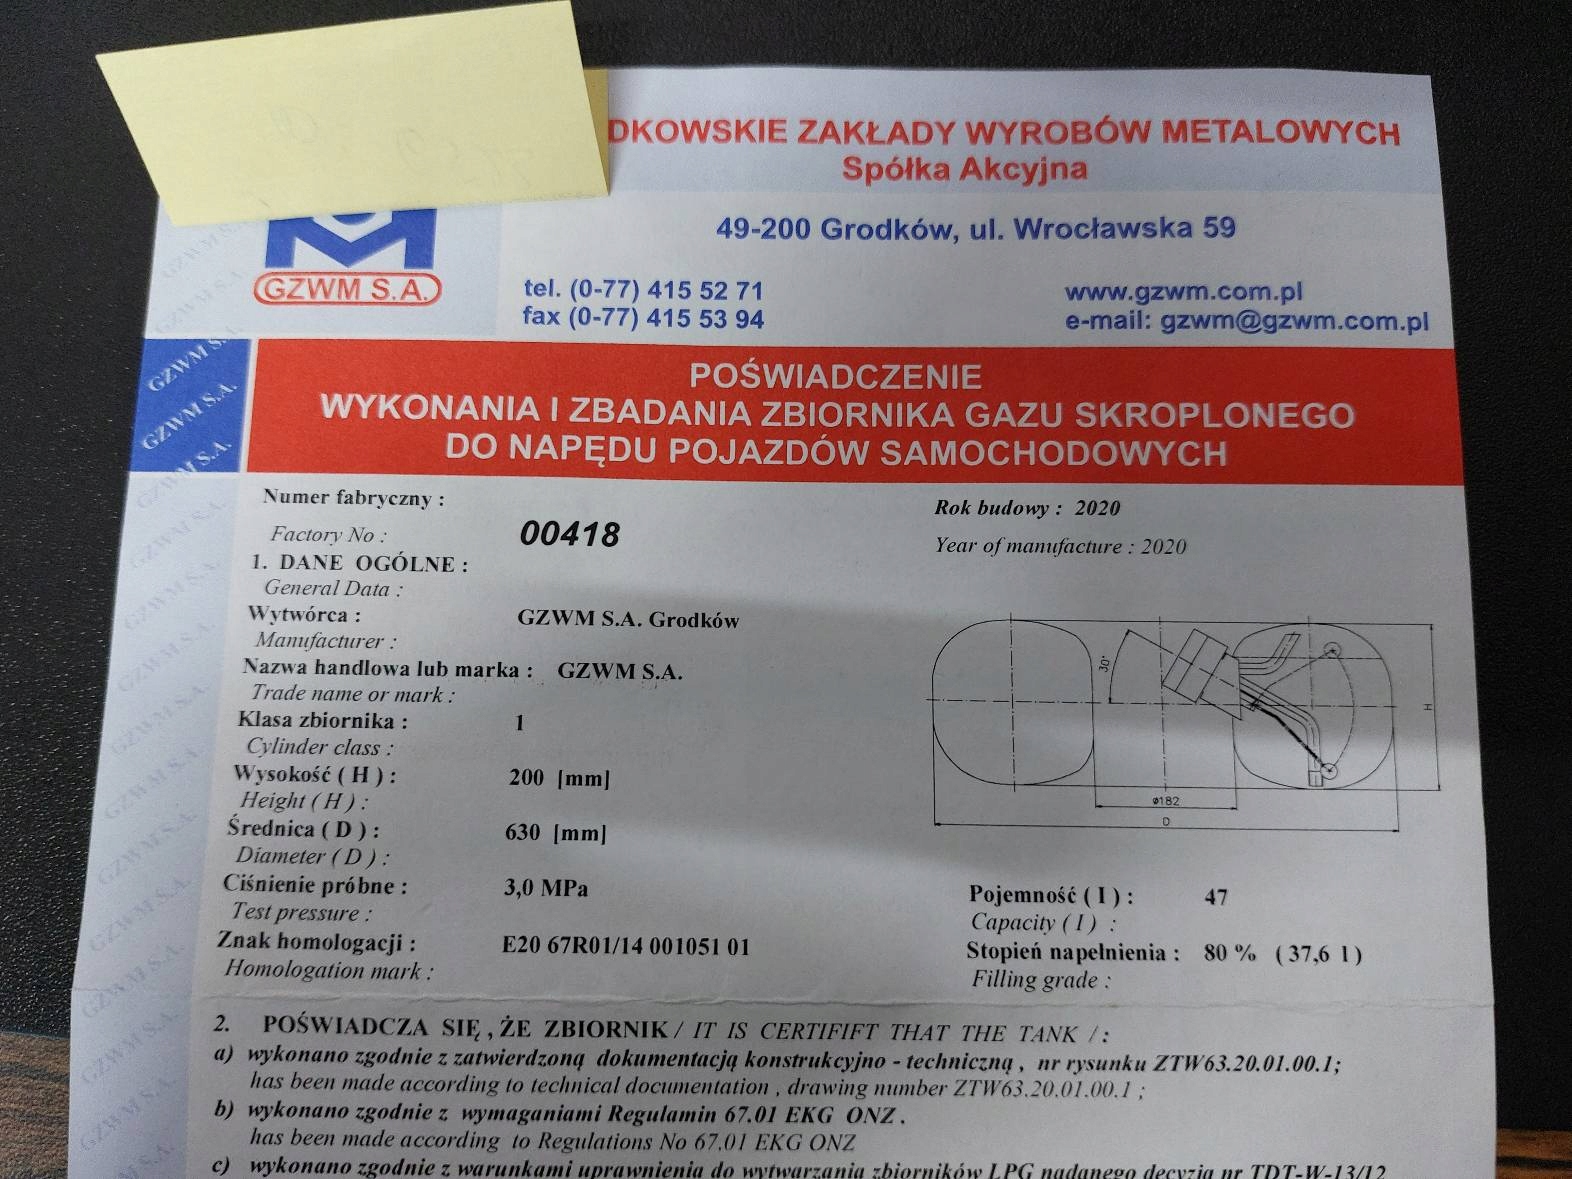 DKOWSKIE ZAKŁADY WYROBÓW METALOWYCH
Spółka Akcyjna
49-200 Grodków, ul. Wrocławska 59
GZWM S.A.
tel. (0-77) 415 52 71
www.gzwm.com.pl
fax (0-77) 415 53 94
e-mail: gzwm@gzwm.com.pl
GZWM S.A.
GZWM S.A.
GZWM S.A.
POŚWIADCZENIE
WYKONANIA I ZBADANIA ZBIORNIKA GAZU SKROPLONEGO
DO NAPĘDU POJAZDÓW SAMOCHODOWYCH
Numer fabryczny :
Rok budowy : 2020
Factory No :
00418
Year of manufacture : 2020
1. DANE OGÓLNE :
General Data :
Wytwórca : GZWM S.A. Grodków
Manufacturer :
Nazwa handlowa lub marka : GZWM S.A.
Trade name or mark :
Klasa zbiornika : 1
Cylinder class :
Wysokość ( H ) : 200 [mm]
Height ( H ) :
Średnica ( D ) : 630 [mm]
Diameter ( D ) :
30°
H
ø182
D
Ciśnienie próbne : 3,0 MPa
Pojemność ( l ) : 47
Test pressure :
Capacity ( l ) :
Znak homologacji : E20 67R01/14 001051 01
Stopień napełnienia : 80 % ( 37,6 l )
Homologation mark :
Filling grade :
2. POŚWIADCZA SIĘ , ŻE ZBIORNIK / IT IS CERTIFIFT THAT THE TANK / :
a) wykonano zgodnie z zatwierdzoną dokumentacją konstrukcyjno - techniczną , nr rysunku ZTW63.20.01.00.1;
has been made according to technical documentation , drawing number ZTW63.20.01.00.1 ;
b) wykonano zgodnie z wymaganiami Regulamin 67.01 EKG ONZ .
has been made according to Regulations No 67.01 EKG ONZ
c) wykonano zgodnie z warunkami uprawnienia do wytwarzania zbiorników LPG nadanego decyzją nr TDT-W-13/12